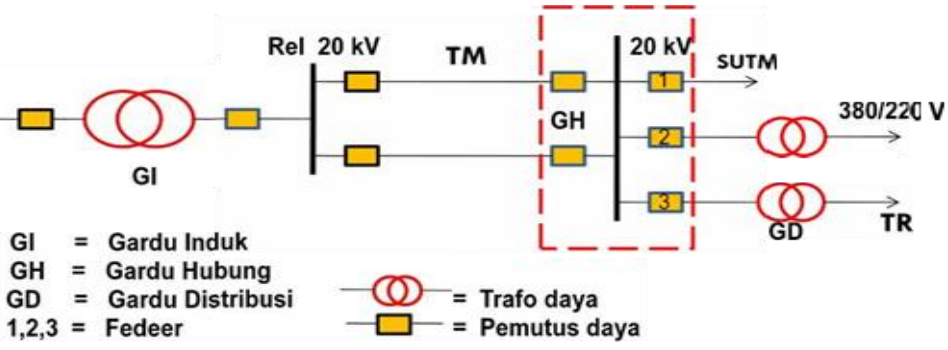 Rel 20 kV
TM
20 kV
SUTM
1
GH
380/220 V
2
GI
3
GD
TR
GI = Gardu Induk
GH = Gardu Hubung
GD = Gardu Distribusi
1,2,3 = Fedeer
= Trafo daya
= Pemutus daya